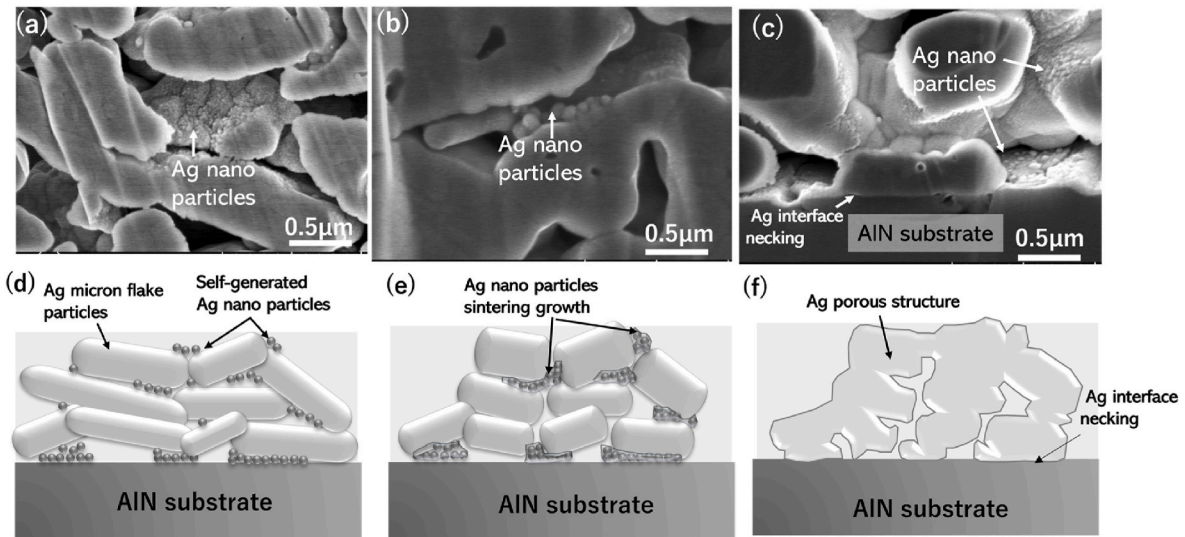 (a)
Ag nano
particles
0.5μm
(b)
Ag nano
particles
0.5μm
(c)
Ag nano
particles
Ag interface
necking
AlN substrate
0.5μm
(d)
Ag micron flake
particles
Self-generated
Ag nano particles
AlN substrate
(e)
Ag nano particles
sintering growth
AlN substrate
(f)
Ag porous structure
Ag interface
necking
AlN substrate